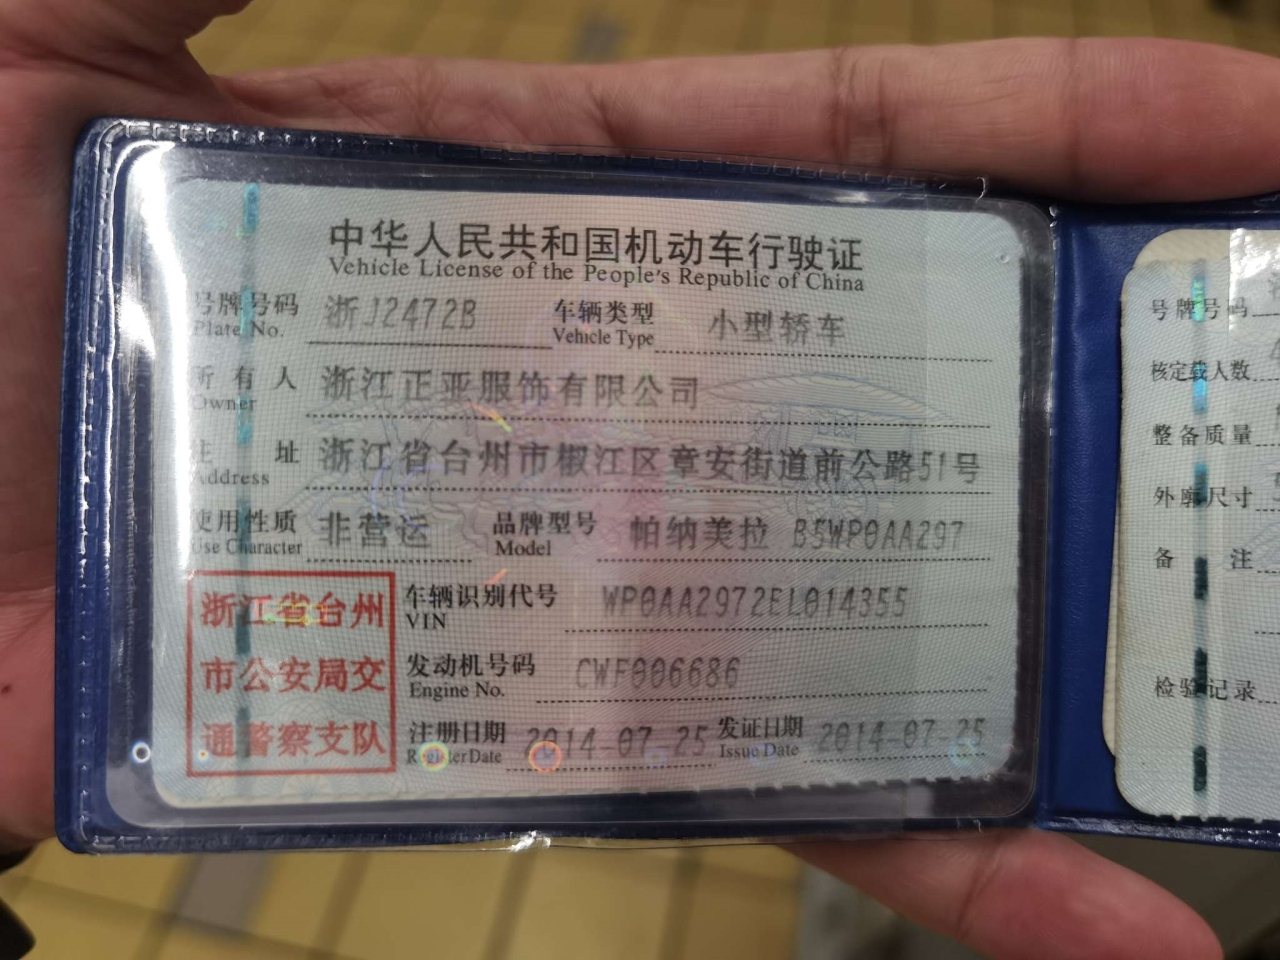 中华人民共和国机动车行驶证
Vehicle License of the People's Republic of China
号牌号码 浙J2472B 车辆类型 小型轿车
Plate No. Vehicle Type
所有人 浙江正亚服饰有限公司
Owner
住址 浙江省台州市椒江区章安街道前公路51号
Address
使用性质 非营运 品牌型号 帕纳美拉 B5WP0AA297
Use Character Model
浙江省台州
市公安局交
通警察支队
车辆识别代号 WP0AA2972EL014355
VIN
发动机号码 CWF006686
Engine No.
注册日期 2014-07-25 发证日期 2014-07-25
Register Date Issue Date
号牌号码
核定载人数
整备质量
外廓尺寸
备注
检验记录